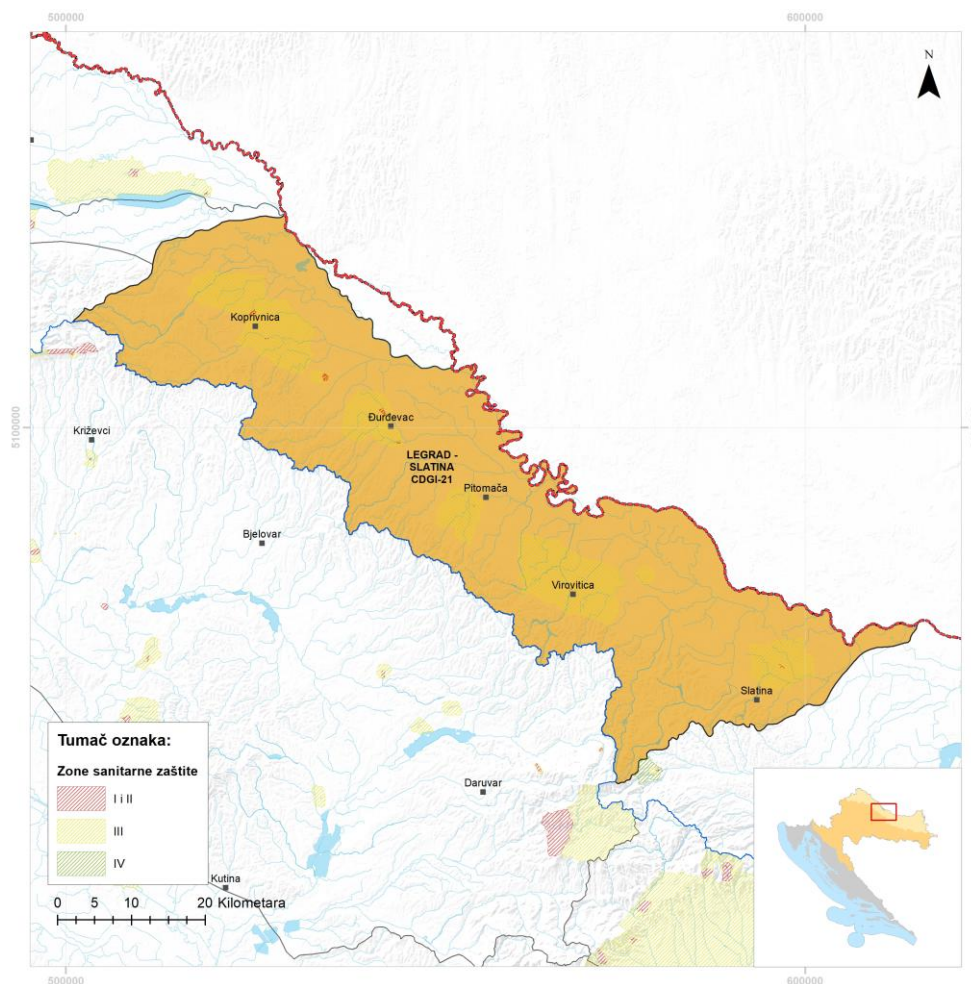 500000
600000
N
Koprivnica
5100000
Križevci
Đurđevac
LEGRAD -
SLATINA
CDGI-21
Pitomača
Bjelovar
Virovitica
Slatina
Tumač oznaka:
Zone sanitarne zaštite
I i II
III
IV
Daruvar
Kutina
0 5 10 20 Kilometara
500000
600000